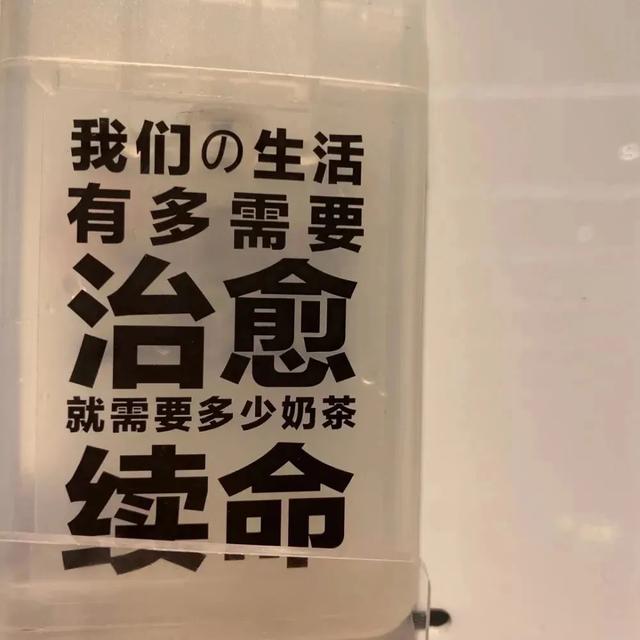 我们の生活
有多需要
治愈
就需要多少奶茶
续命